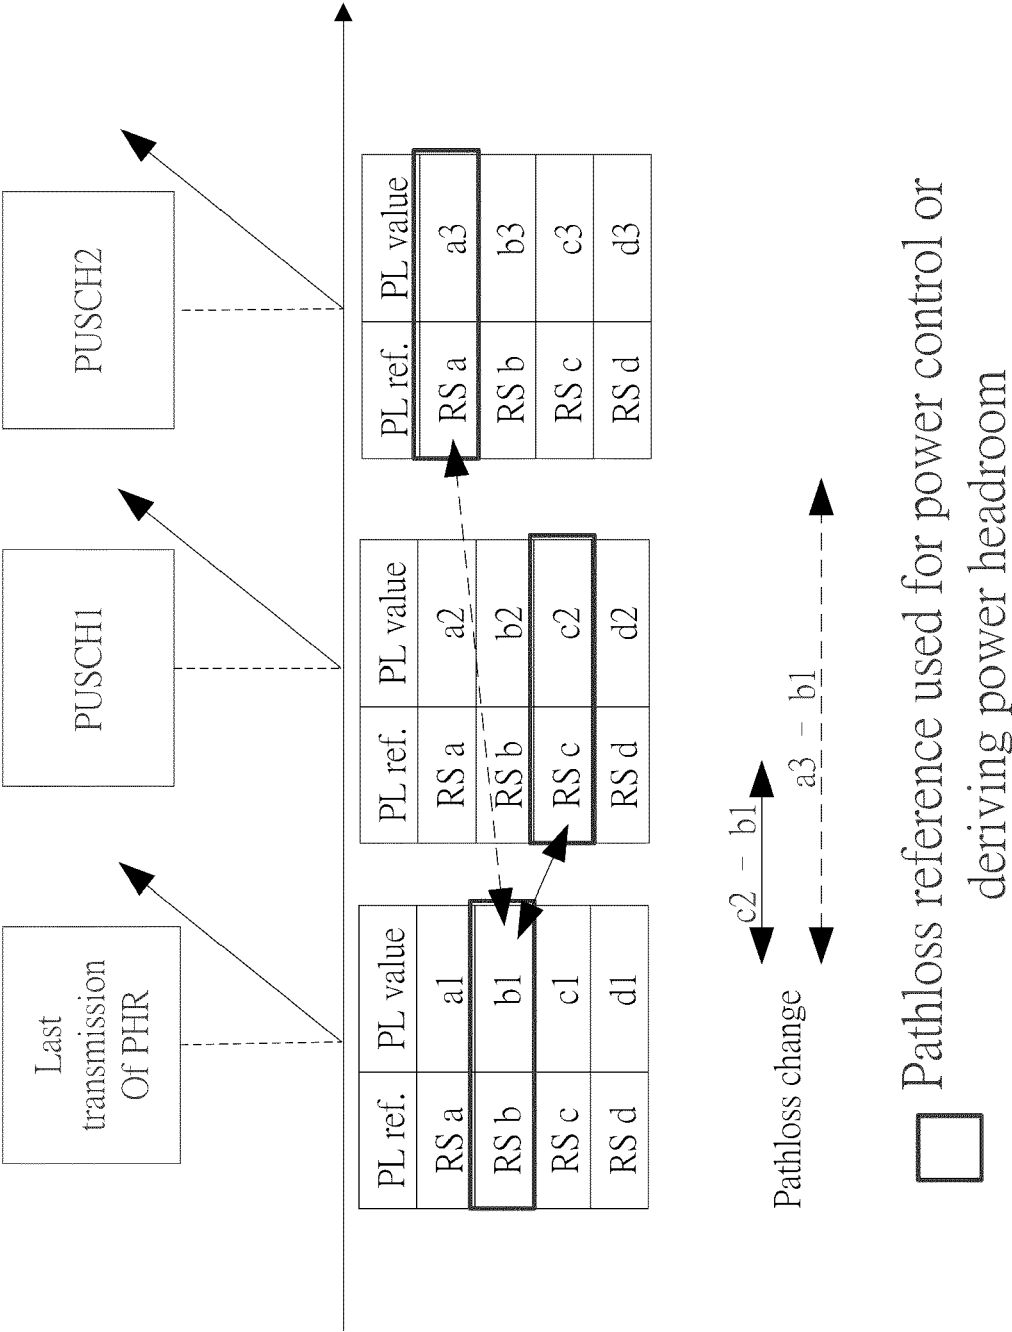 Last
transmission
Of PHR
PUSCH1
PUSCH2
PL ref. PL value
RS a a1
RS b b1
RS c c1
RS d d1
PL ref. PL value
RS a a2
RS b b2
RS c c2
RS d d2
PL ref. PL value
RS a a3
RS b b3
RS c c3
RS d d3
Pathloss change
c2 - b1
a3 - b1
Pathloss reference used for power control or
deriving power headroom